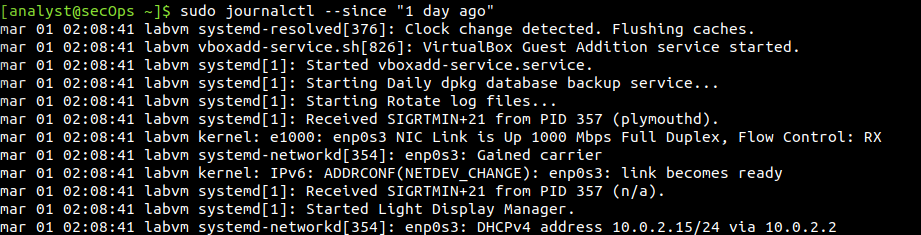 [analyst@secOps ~]$ sudo journalctl --since "1 day ago"
mar 01 02:08:41 labvm systemd-resolved[376]: Clock change detected. Flushing caches.
mar 01 02:08:41 labvm vboxadd-service.sh[826]: VirtualBox Guest Addition service started.
mar 01 02:08:41 labvm systemd[1]: Started vboxadd-service.service.
mar 01 02:08:41 labvm systemd[1]: Starting Daily dpkg database backup service...
mar 01 02:08:41 labvm systemd[1]: Starting Rotate log files...
mar 01 02:08:41 labvm systemd[1]: Received SIGRTMIN+21 from PID 357 (plymouthd).
mar 01 02:08:41 labvm kernel: e1000: enp0s3 NIC Link is Up 1000 Mbps Full Duplex, Flow Control: RX
mar 01 02:08:41 labvm systemd-networkd[354]: enp0s3: Gained carrier
mar 01 02:08:41 labvm kernel: IPv6: ADDRCONF(NETDEV_CHANGE): enp0s3: link becomes ready
mar 01 02:08:41 labvm systemd[1]: Received SIGRTMIN+21 from PID 357 (n/a).
mar 01 02:08:41 labvm systemd[1]: Started Light Display Manager.
mar 01 02:08:41 labvm systemd-networkd[354]: enp0s3: DHCPv4 address 10.0.2.15/24 via 10.0.2.2